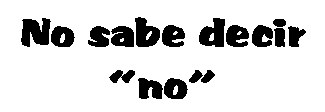 No sabe decir
“no”